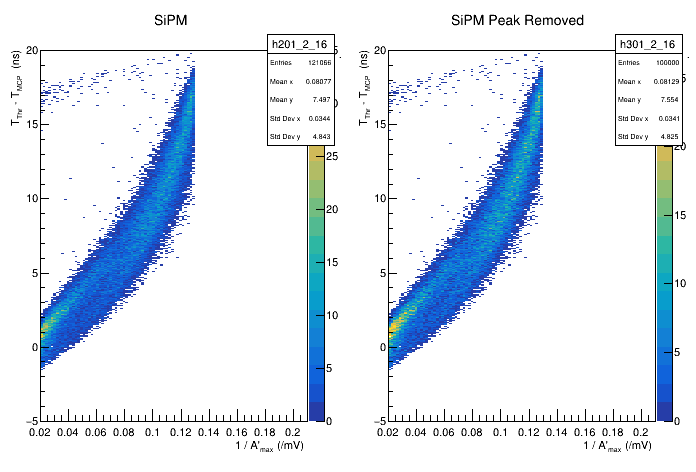 SiPM
h201_2_16
Entries 121066
Mean x 0.08077
Mean y 7.497
Std Dev x 0.0344
Std Dev y 4.843
T_Thr - T_MCP (ns)
20
15
10
5
0
−5
0.02 0.04 0.06 0.08 0.1 0.12 0.14 0.16 0.18 0.2
1 / A'_max (/mV)
25
20
15
10
5
0
SiPM Peak Removed
h301_2_16
Entries 100000
Mean x 0.08129
Mean y 7.554
Std Dev x 0.0341
Std Dev y 4.825
T_Thr - T_MCP (ns)
20
15
10
5
0
−5
0.02 0.04 0.06 0.08 0.1 0.12 0.14 0.16 0.18 0.2
1 / A'_max (/mV)
20
15
10
5
0